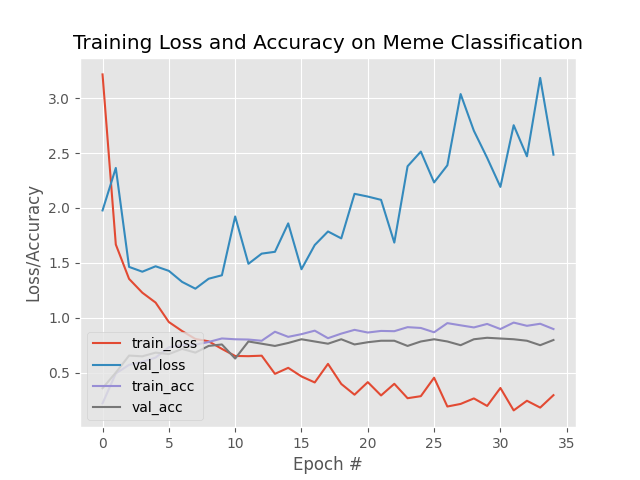 Training Loss and Accuracy on Meme Classification
Loss/Accuracy
3.0
2.5
2.0
1.5
1.0
0.5
train_loss
val_loss
train_acc
val_acc
0 5 10 15 20 25 30 35
Epoch #